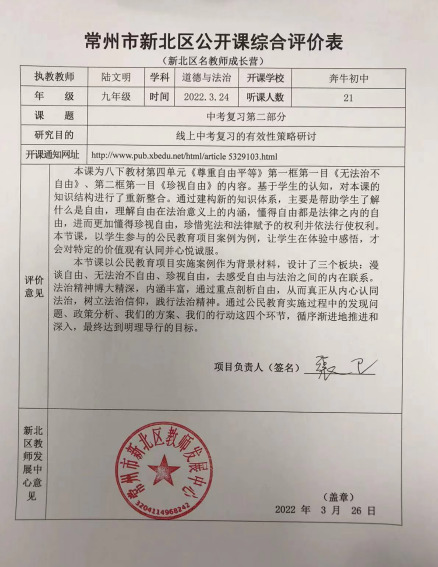 常州市新北区公开课综合评价表
（新北区名教师成长营）
执教教师 陆文明 学科 道德与法治 开课学校 奔牛初中
年 级 九年级 时间 2022.3.24 听课人数 21
课 题 中考复习第二部分
研究目的 线上中考复习的有效性策略研讨
开课通知网址 http://www.pub.xbedu.net/html/article 5329103.html
评价意见
本节课为八下教材第四单元《尊重自由平等》第一框第一目《无法治不
自由》、第二框第一目《珍视自由》的内容。基于学生的认知，对本课的
知识结构进行了重新整合。通过建构新的知识体系，主要是帮助学生了解
什么是自由，理解自由在法治意义上的内涵，懂得自由都是法律之内的自
由，进而更加懂得珍视自由，珍惜宪法和法律赋予的权利并依法行使权利。
本节课，以学生参与的公民教育项目案例为例，让学生在体验中感悟，才
会对特定的价值观有认同并心悦诚服。
本节课以公民教育项目实施案例作为背景材料，设计了三个板块：漫
谈自由、无法治不自由、珍视自由，去感受自由与法治之间的内在联系。
法治精神博大精深，内涵丰富，通过重点剖析自由，从而真正从内心认同
法治，树立法治信仰，践行法治精神。通过公民教育实施过程中的发现问
题、政策分析、我们的方案、我们的行动这四个环节，循序渐进地推进和
深入，最终达到明理导行的目标。
项目负责人（签名）
新北区教师发展中心意见
常州市新北区教师发展中心
3204114968242
（盖章）
2022 年 3 月 26 日